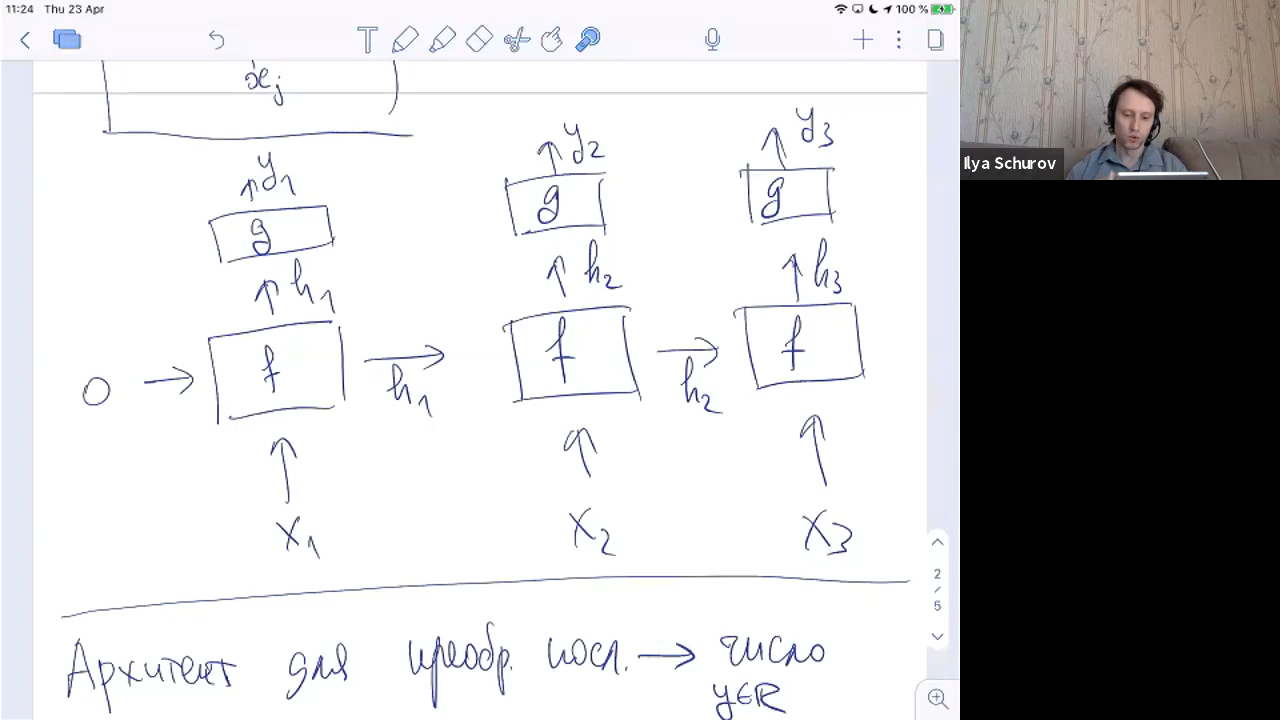 11:24 Thu 23 Apr
100 %
T
x_j
y_1 y_2 y_3
g g g
h_1 h_2 h_3
0 f h_1 f h_2 f
x_1 x_2 x_3
Архитект для преобр. посл. → число
y∈R
2 / 5
Ilya Schurov